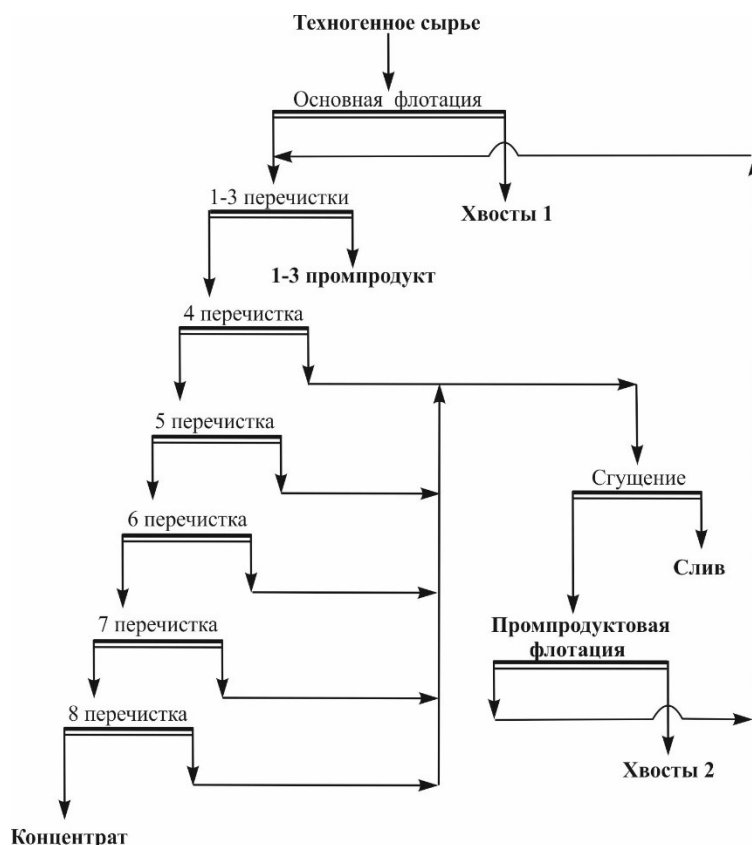 Техногенное сырье
Основная флотация
1-3 перечистки
Хвосты 1
1-3 промпродукт
4 перечистка
5 перечистка
Сгущение
6 перечистка
Слив
7 перечистка
Промпродуктовая
флотация
8 перечистка
Хвосты 2
Концентрат